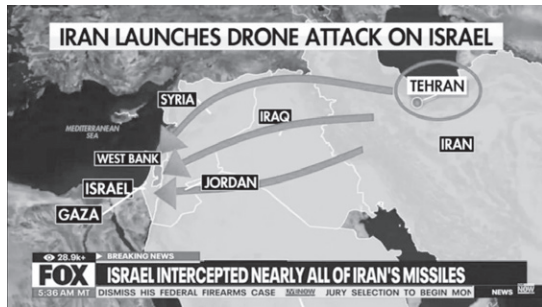 IRAN LAUNCHES DRONE ATTACK ON ISRAEL
TEHRAN
SYRIA
IRAQ
MEDITERRANEAN
SEA
IRAN
WEST BANK
ISRAEL
JORDAN
GAZA
28.9k+ BREAKING NEWS
FOX ISRAEL INTERCEPTED NEARLY ALL OF IRAN'S MISSILES
5:36 AM MT DISMISS HIS FEDERAL FIREARMS CASE JURY SELECTION TO BEGIN MON NEWS NOW